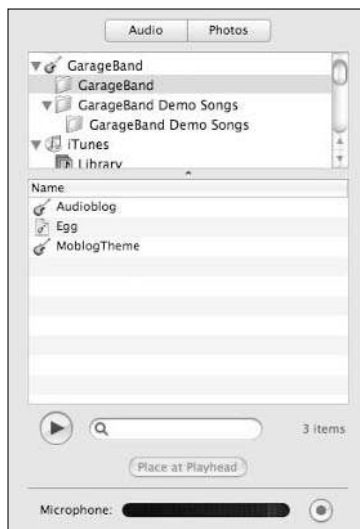 Audio Photos
GarageBand
GarageBand
GarageBand Demo Songs
GarageBand Demo Songs
iTunes
Library
Name
Audioblog
Egg
MoblogTheme
3 items
Place at Playhead
Microphone: